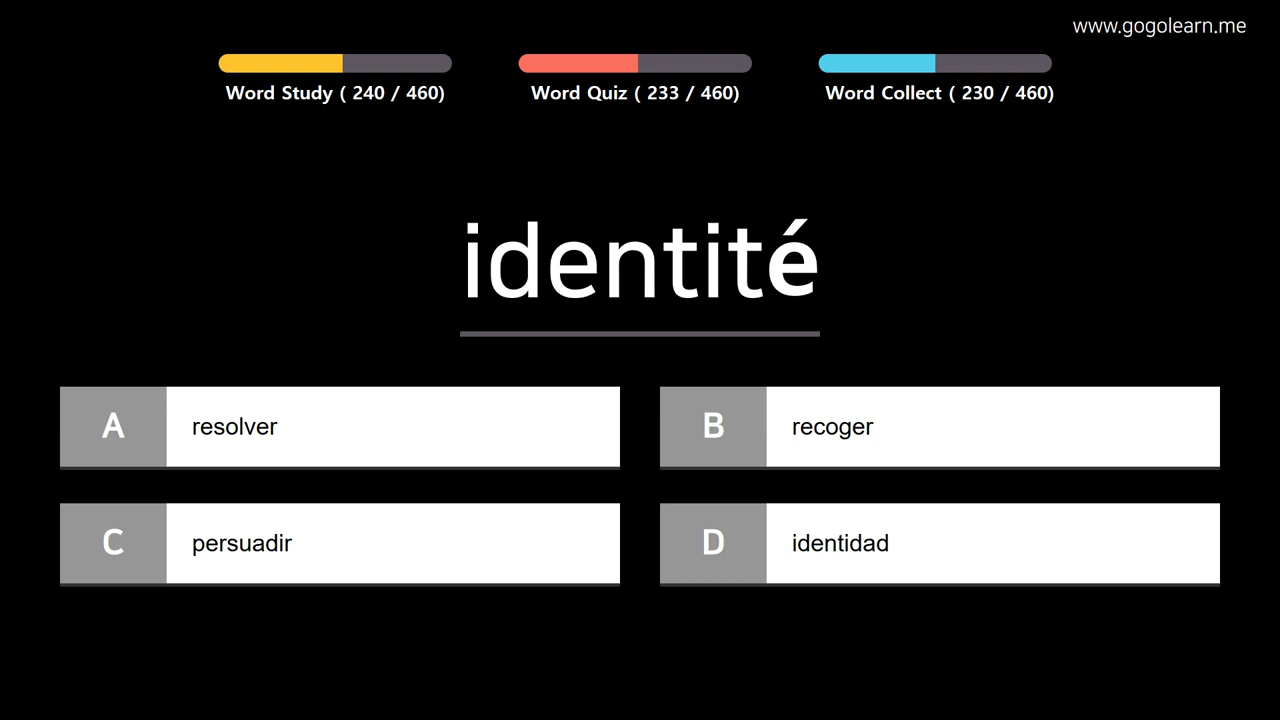 www.gogolearn.me
Word Study ( 240 / 460)
Word Quiz ( 233 / 460)
Word Collect ( 230 / 460)
identité
A resolver
B recoger
C persuadir
D identidad